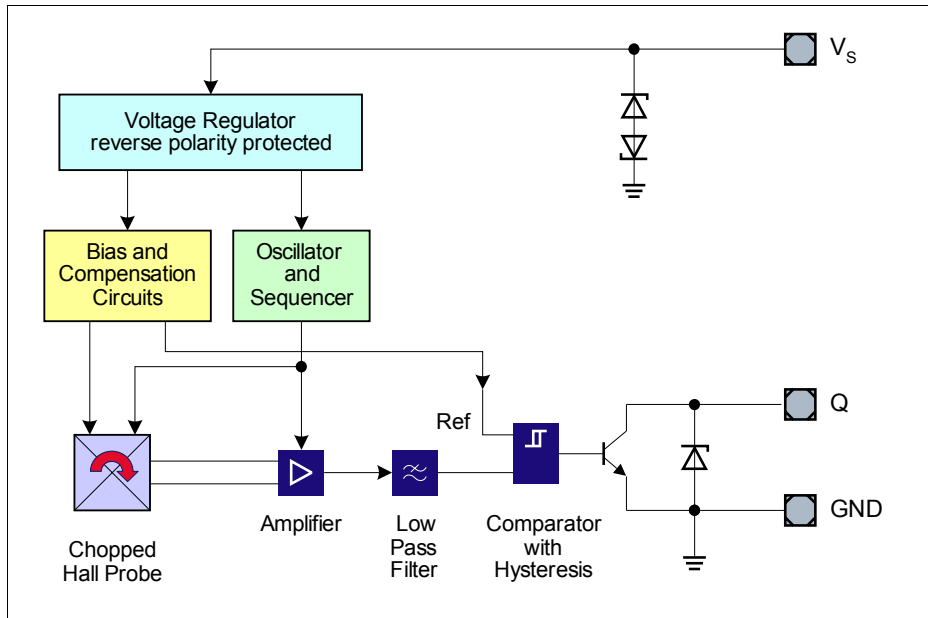 V_S
Voltage Regulator
reverse polarity protected
Bias and
Compensation
Circuits
Oscillator
and
Sequencer
Ref
Q
Amplifier
Low
Pass
Filter
Comparator
with
Hysteresis
GND
Chopped
Hall Probe